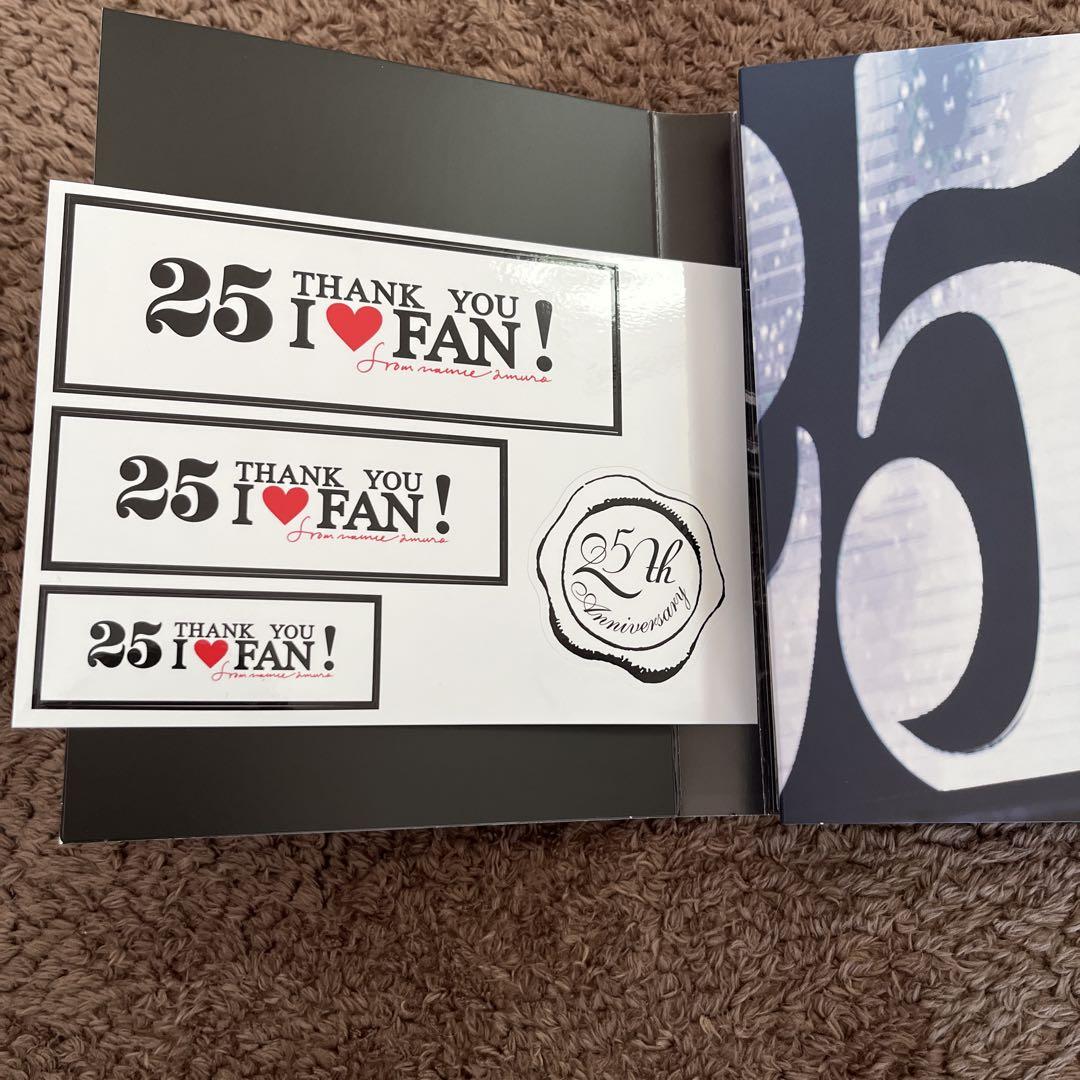 25 THANK YOU
I ♥ FAN!
from namie amuro
25 THANK YOU
I ♥ FAN!
from namie amuro
25 THANK YOU
I ♥ FAN!
from namie amuro
25th
Anniversary
25